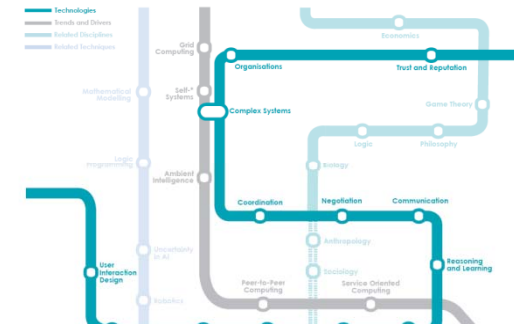 Technologies
Trends and Drivers
Related Disciplines
Related Techniques
Economics
Grid
Computing
Organisations
Trust and Reputation
Mathematical
Modelling
Self-*
Systems
Game Theory
Complex Systems
Logic
Philosophy
Logic
Programming
Biology
Ambient
Intelligence
Coordination
Negotiation
Communication
Anthropology
Uncertainty
in AI
User
Interaction
Design
Reasoning
and Learning
Sociology
Peer-to-Peer
Computing
Service Oriented
Computing
Robotics